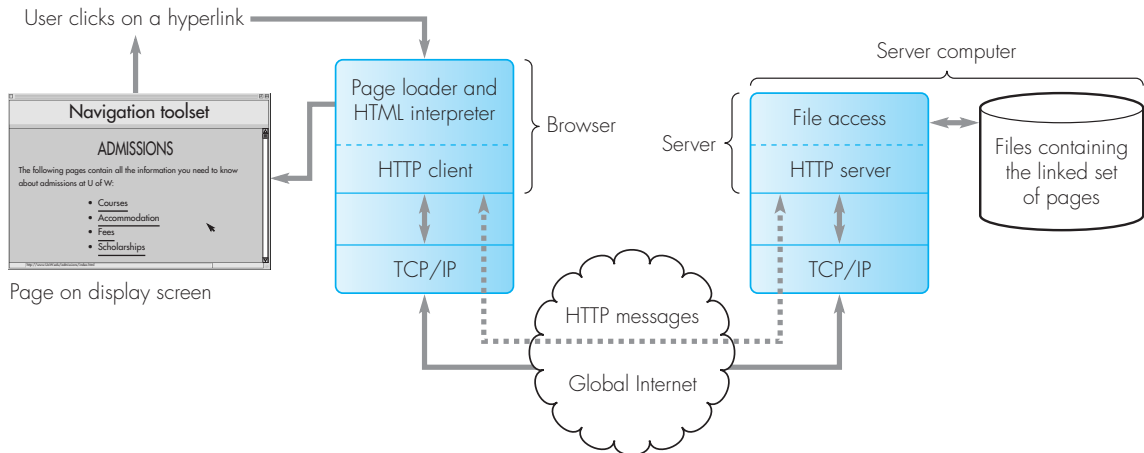 User clicks on a hyperlink
Navigation toolset
ADMISSIONS
The following pages contain all the information you need to know
about admissions at U of W:
• Courses
• Accommodation
• Fees
• Scholarships
Page on display screen
Page loader and
HTML interpreter
HTTP client
TCP/IP
Browser
HTTP messages
Global Internet
Server computer
Server
File access
HTTP server
TCP/IP
Files containing
the linked set
of pages